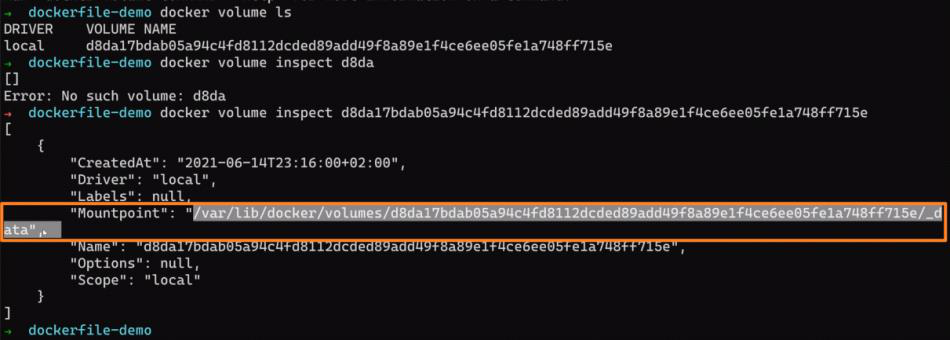 → dockerfile-demo docker volume ls
DRIVER    VOLUME NAME
local     d8da17bdab05a94c4fd8112dcded89add49f8a89e1f4ce6ee05fe1a748ff715e
→ dockerfile-demo docker volume inspect d8da
[]
Error: No such volume: d8da
→ dockerfile-demo docker volume inspect d8da17bdab05a94c4fd8112dcded89add49f8a89e1f4ce6ee05fe1a748ff715e
[
    {
        "CreatedAt": "2021-06-14T23:16:00+02:00",
        "Driver": "local",
        "Labels": null,
        "Mountpoint": "/var/lib/docker/volumes/d8da17bdab05a94c4fd8112dcded89add49f8a89e1f4ce6ee05fe1a748ff715e/_d
ata",
        "Name": "d8da17bdab05a94c4fd8112dcded89add49f8a89e1f4ce6ee05fe1a748ff715e",
        "Options": null,
        "Scope": "local"
    }
]
→ dockerfile-demo